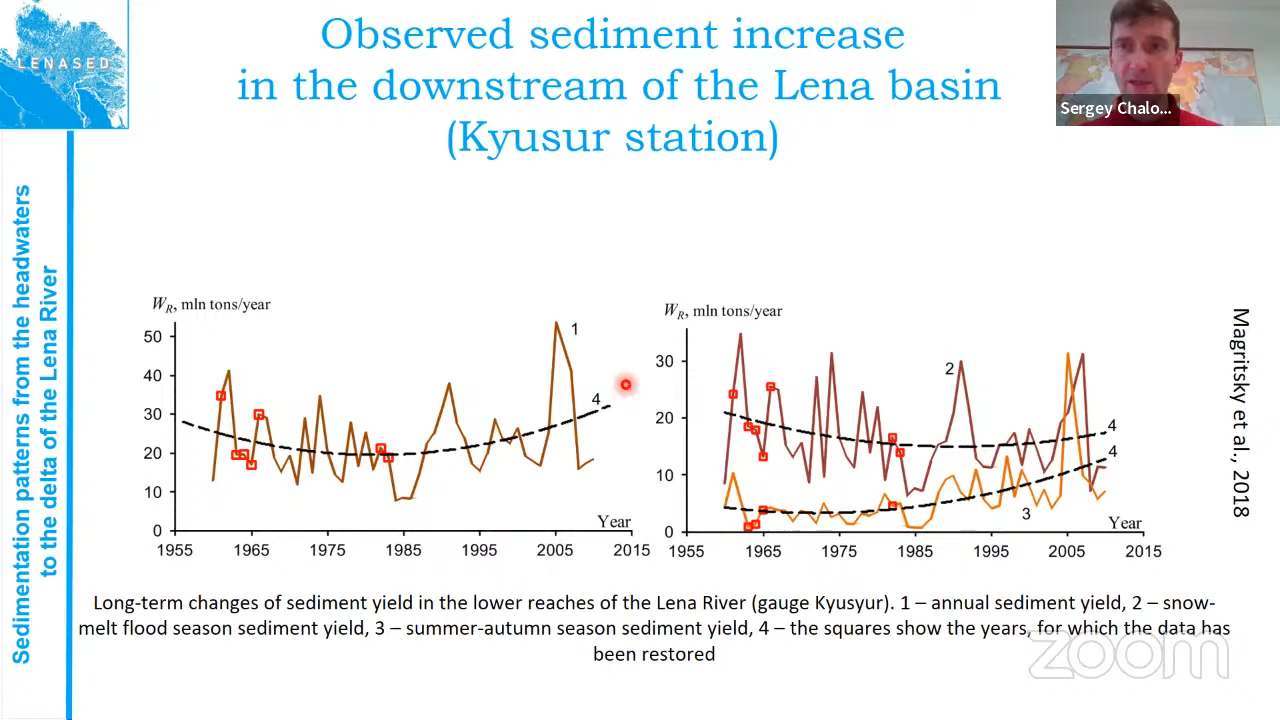 LENASED
Observed sediment increase
in the downstream of the Lena basin
(Kyusur station)
Sergey Chalo...
Sedimentation patterns from the headwaters
to the delta of the Lena River
W_R, mln tons/year
50
40
30
20
10
0
1
4
Year
1955 1965 1975 1985 1995 2005 2015
W_R, mln tons/year
30
20
10
0
2
4
4
3
Year
1955 1965 1975 1985 1995 2005 2015
Magritsky et al., 2018
Long-term changes of sediment yield in the lower reaches of the Lena River (gauge Kyusyur). 1 – annual sediment yield, 2 – snow-
melt flood season sediment yield, 3 – summer-autumn season sediment yield, 4 – the squares show the years, for which the data has
been restored
zoom